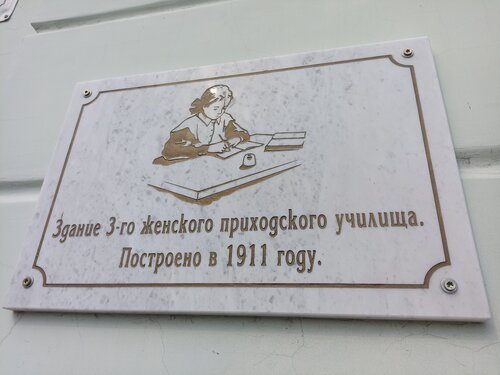 Здание 3-го женского приходского училища.
Построено в 1911 году.